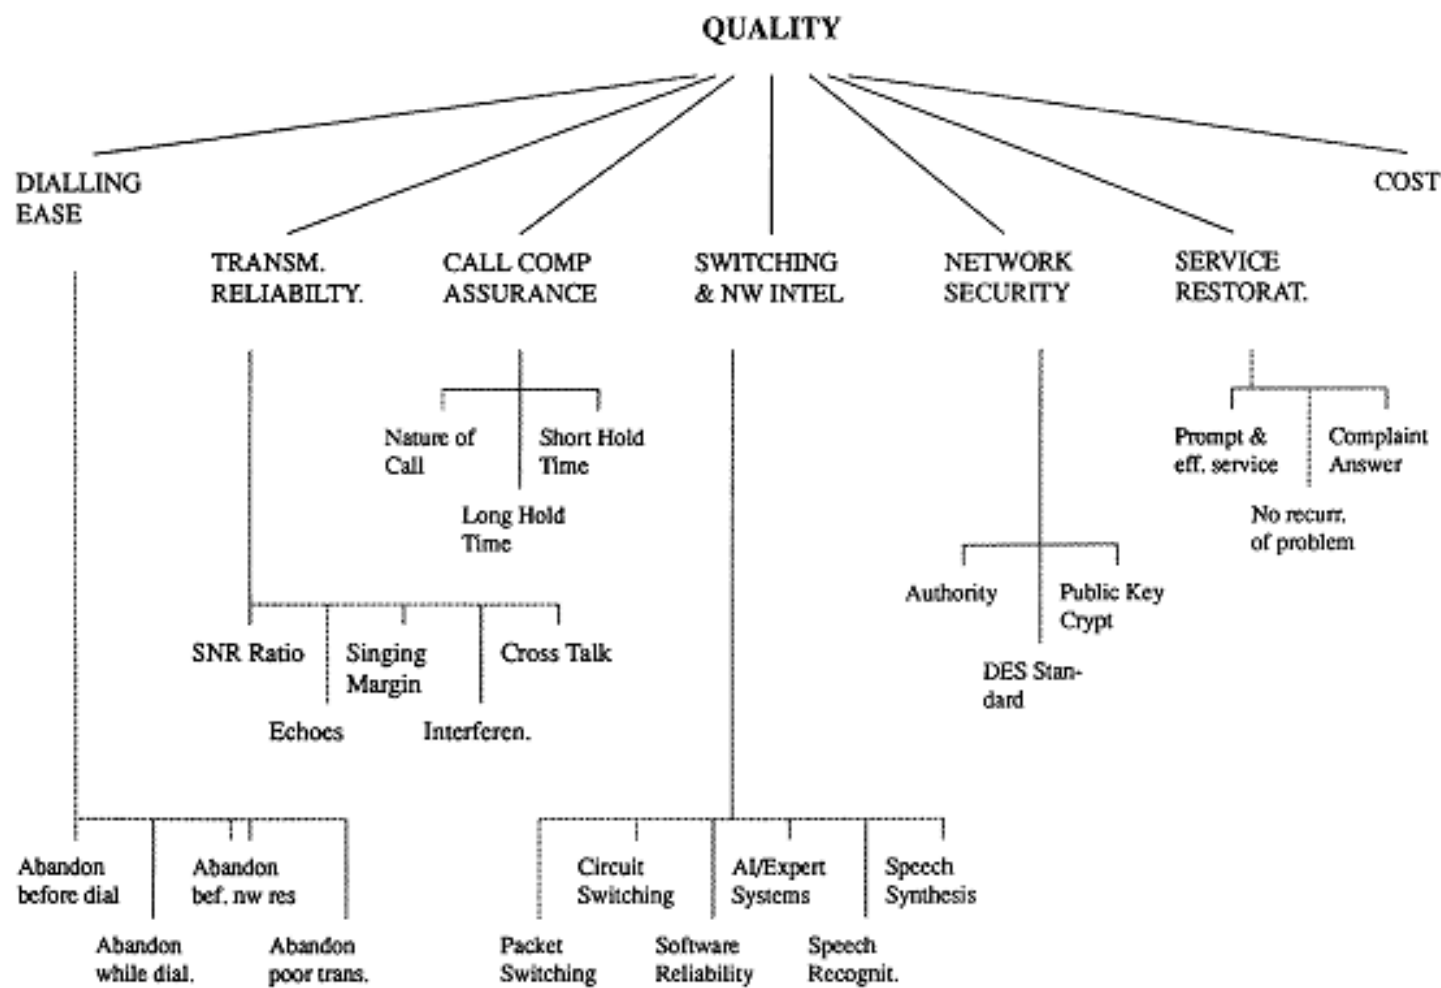 QUALITY
DIALLING
EASE
COST
TRANSM.
RELIABILTY.
CALL COMP
ASSURANCE
SWITCHING
& NW INTEL
NETWORK
SECURITY
SERVICE
RESTORAT.
Nature of
Call
Short Hold
Time
Long Hold
Time
Prompt &
eff. service
Complaint
Answer
No recurr.
of problem
Authority
Public Key
Crypt
DES Stan-
dard
SNR Ratio
Singing
Margin
Cross Talk
Echoes
Interferen.
Abandon
before dial
Abandon
bef. nw res
Abandon
while dial.
Abandon
poor trans.
Circuit
Switching
AI/Expert
Systems
Speech
Synthesis
Packet
Switching
Software
Reliability
Speech
Recognit.